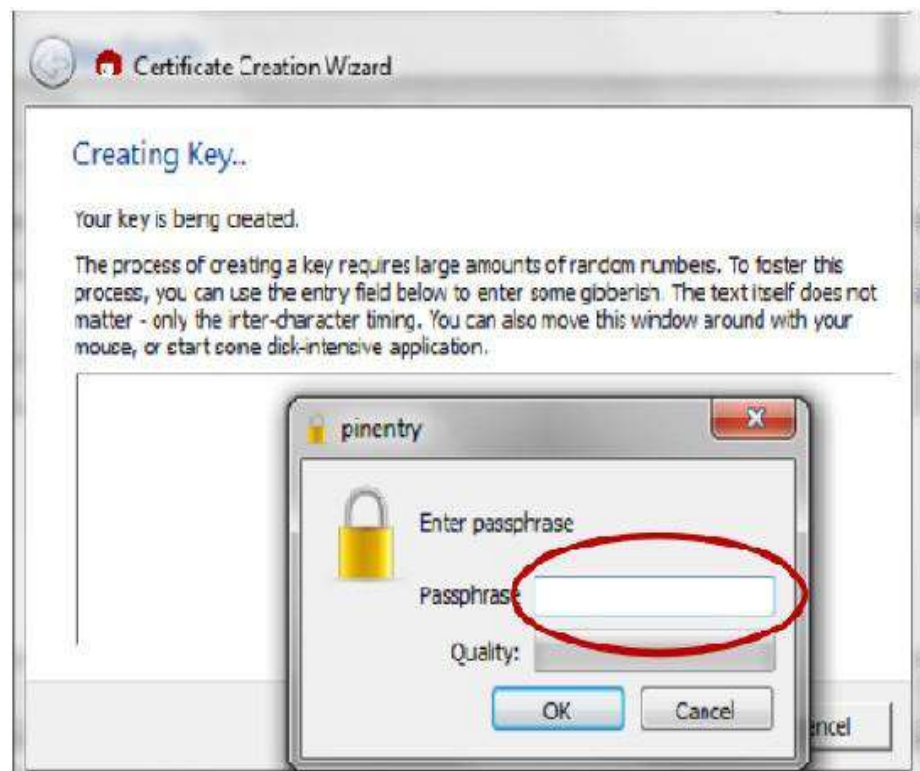 Certificate Creation Wizard
Creating Key..
Your key is being created.
The process of creating a key requires large amounts of random numbers. To foster this
process, you can use the entry field below to enter some gibberish. The text itself does not
matter - only the inter-character timing. You can also move this window around with your
mouse, or start some disk-intensive application.
pinentry
Enter passphrase
Passphrase
Quality:
OK
Cancel
ncel